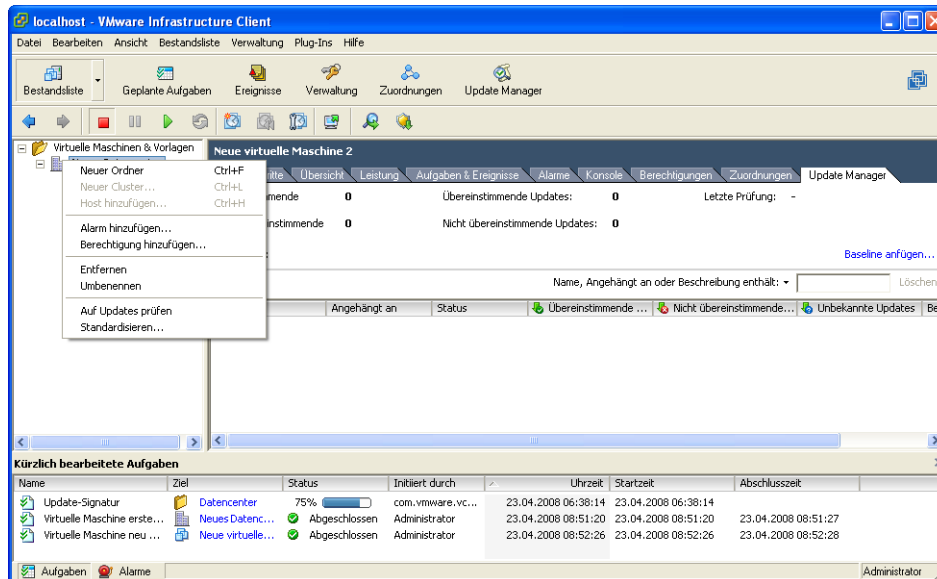 localhost - VMware Infrastructure Client
Datei Bearbeiten Ansicht Bestandsliste Verwaltung Plug-Ins Hilfe
Bestandsliste Geplante Aufgaben Ereignisse Verwaltung Zuordnungen Update Manager
Virtuelle Maschinen & Vorlagen
Neue virtuelle Maschine 2
Übersicht Leistung Aufgaben & Ereignisse Alarme Konsole Berechtigungen Zuordnungen Update Manager
Neuer Ordner Ctrl+F
Neuer Cluster... Ctrl+L
Host hinzufügen... Ctrl+H
Alarm hinzufügen...
Berechtigung hinzufügen...
Entfernen
Umbenennen
Auf Updates prüfen
Standardisieren...
0 Übereinstimmende Updates: 0 Letzte Prüfung: -
0 Nicht übereinstimmende Updates: 0
Baseline anfügen...
Name, Angehängt an oder Beschreibung enthält: Löschen
Angehängt an Status Übereinstimmende ... Nicht übereinstimmende... Unbekannte Updates Be
Kürzlich bearbeitete Aufgaben
Name Ziel Status Initiiert durch Uhrzeit Startzeit Abschlusszeit
Update-Signatur Datencenter 75% com.vmware.vc... 23.04.2008 06:38:14 23.04.2008 06:38:14
Virtuelle Maschine erste... Neues Datenc... Abgeschlossen Administrator 23.04.2008 08:51:20 23.04.2008 08:51:20 23.04.2008 08:51:27
Virtuelle Maschine neu ... Neue virtuelle... Abgeschlossen Administrator 23.04.2008 08:52:26 23.04.2008 08:52:26 23.04.2008 08:52:28
Aufgaben Alarme Administrator